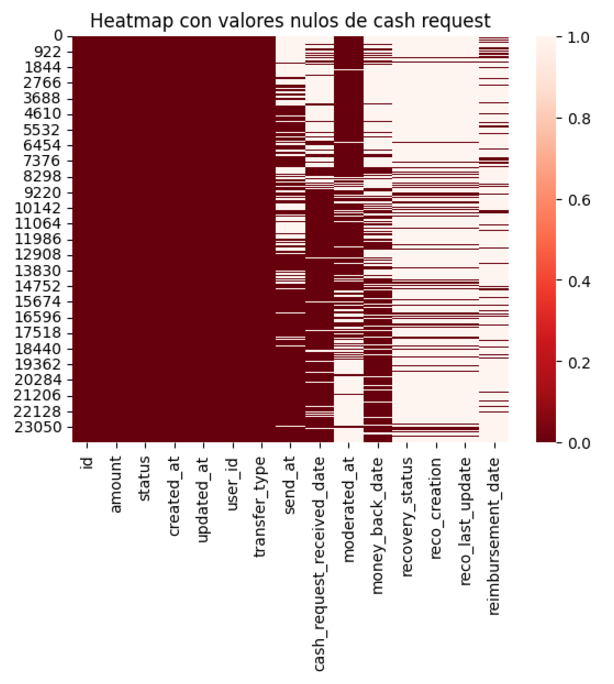 Heatmap con valores nulos de cash request
0
922
1844
2766
3688
4610
5532
6454
7376
8298
9220
10142
11064
11986
12908
13830
14752
15674
16596
17518
18440
19362
20284
21206
22128
23050
1.0
0.8
0.6
0.4
0.2
0.0
id
amount
status
created_at
updated_at
user_id
transfer_type
send_at
cash_request_received_date
moderated_at
money_back_date
recovery_status
reco_creation
reco_last_update
reimbursement_date